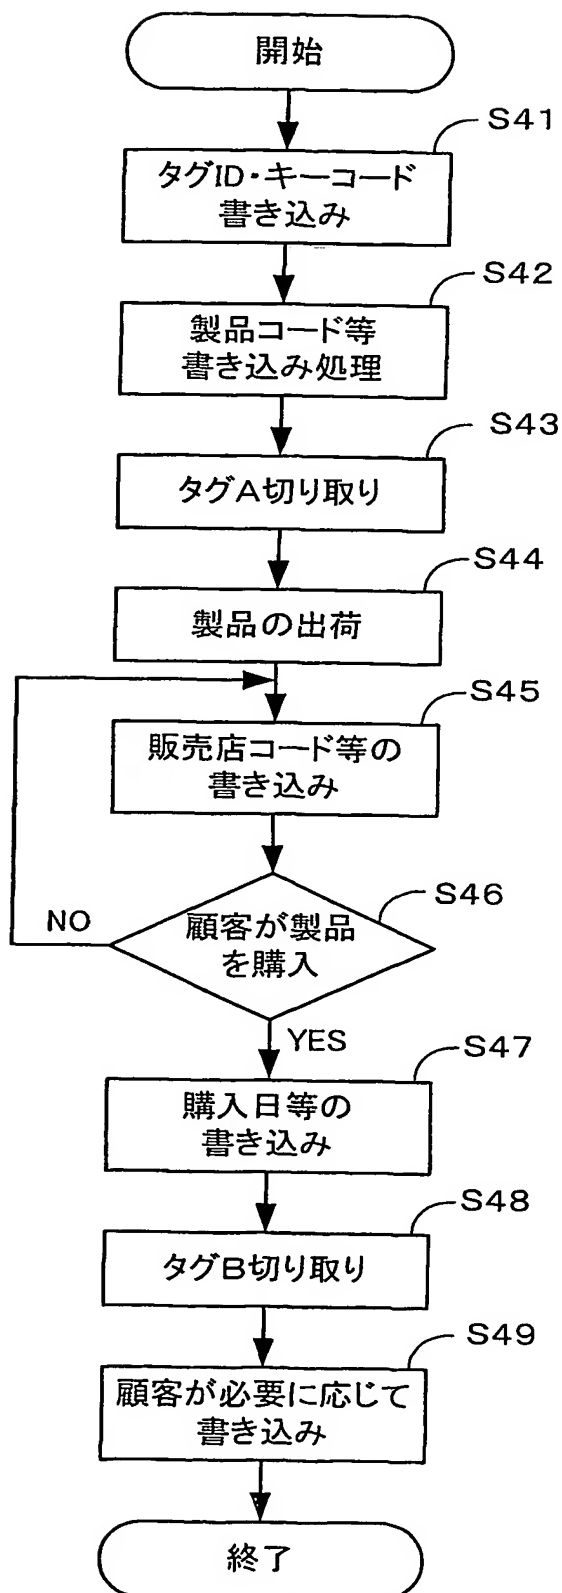 開始
S41
タグID・キーコード
書き込み
S42
製品コード等
書き込み処理
S43
タグA切り取り
S44
製品の出荷
S45
販売店コード等の
書き込み
S46
顧客が製品
を購入
NO
YES
S47
購入日等の
書き込み
S48
タグB切り取り
S49
顧客が必要に応じて
書き込み
終了